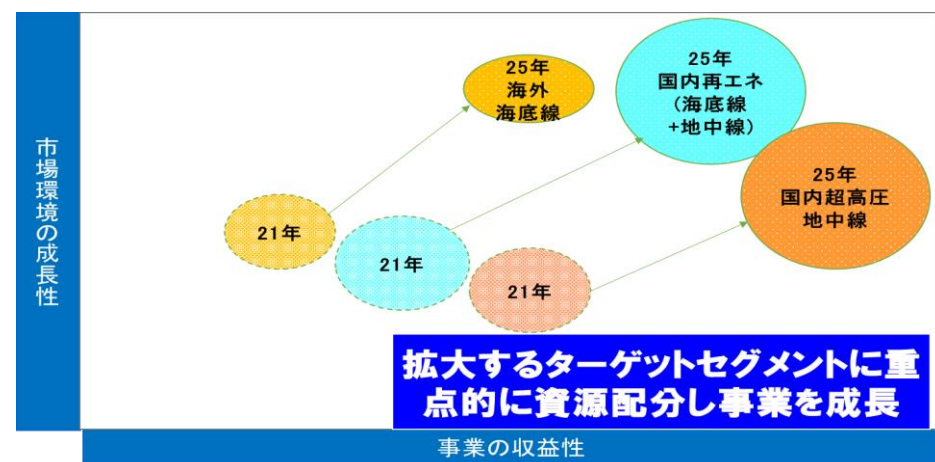 市場環境の成長性
25年
海外
海底線
25年
国内再エネ
(海底線
+地中線)
25年
国内超高圧
地中線
21年
21年
21年
拡大するターゲットセグメントに重
点的に資源配分し事業を成長
事業の収益性